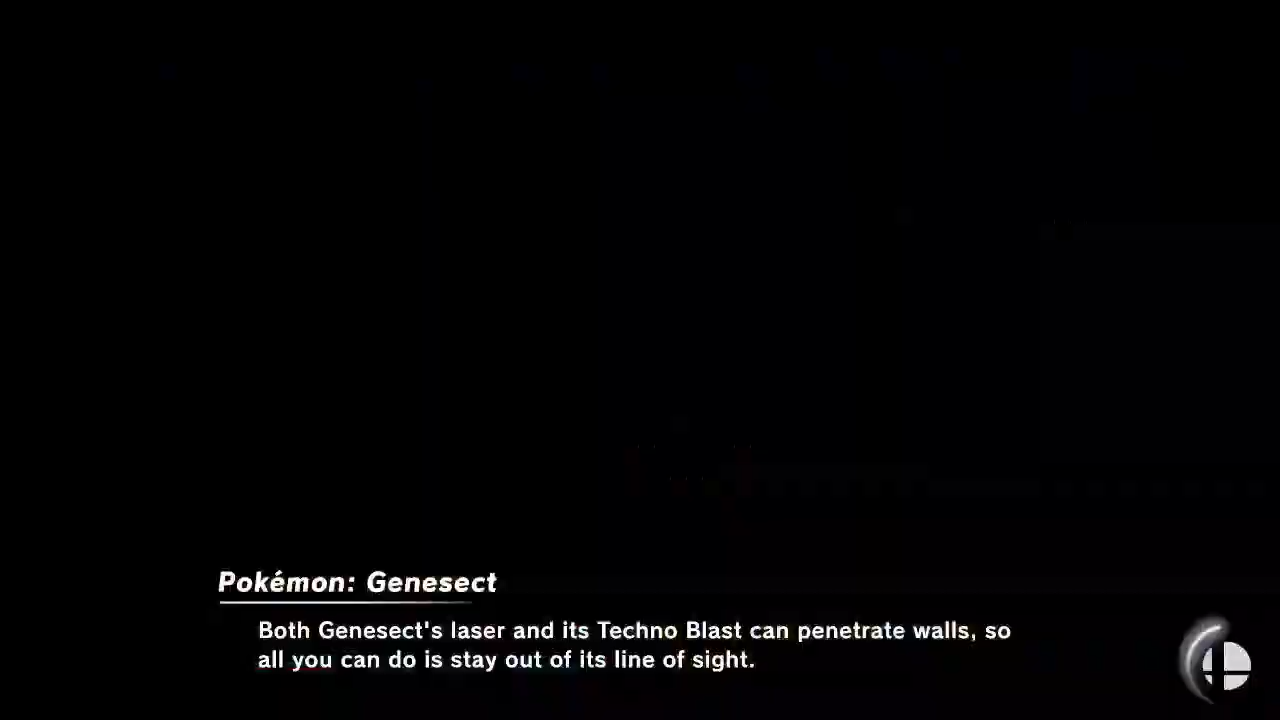 Pokémon: Genesect
Both Genesect's laser and its Techno Blast can penetrate walls, so
all you can do is stay out of its line of sight.